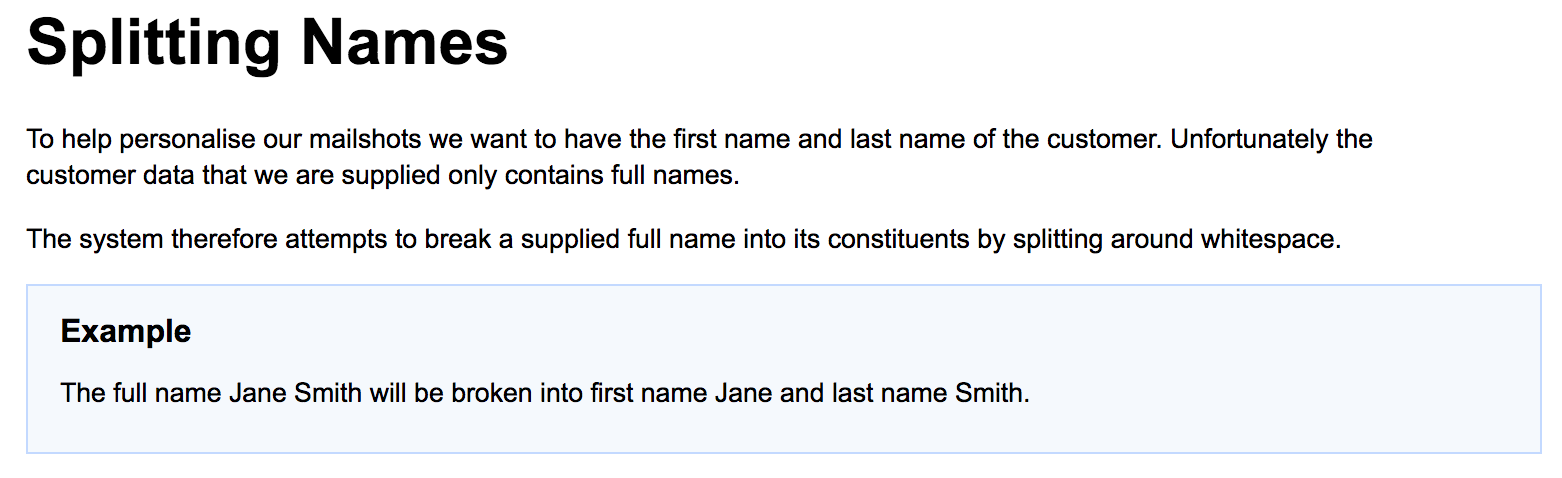 Splitting Names
To help personalise our mailshots we want to have the first name and last name of the customer. Unfortunately the
customer data that we are supplied only contains full names.
The system therefore attempts to break a supplied full name into its constituents by splitting around whitespace.
Example
The full name Jane Smith will be broken into first name Jane and last name Smith.